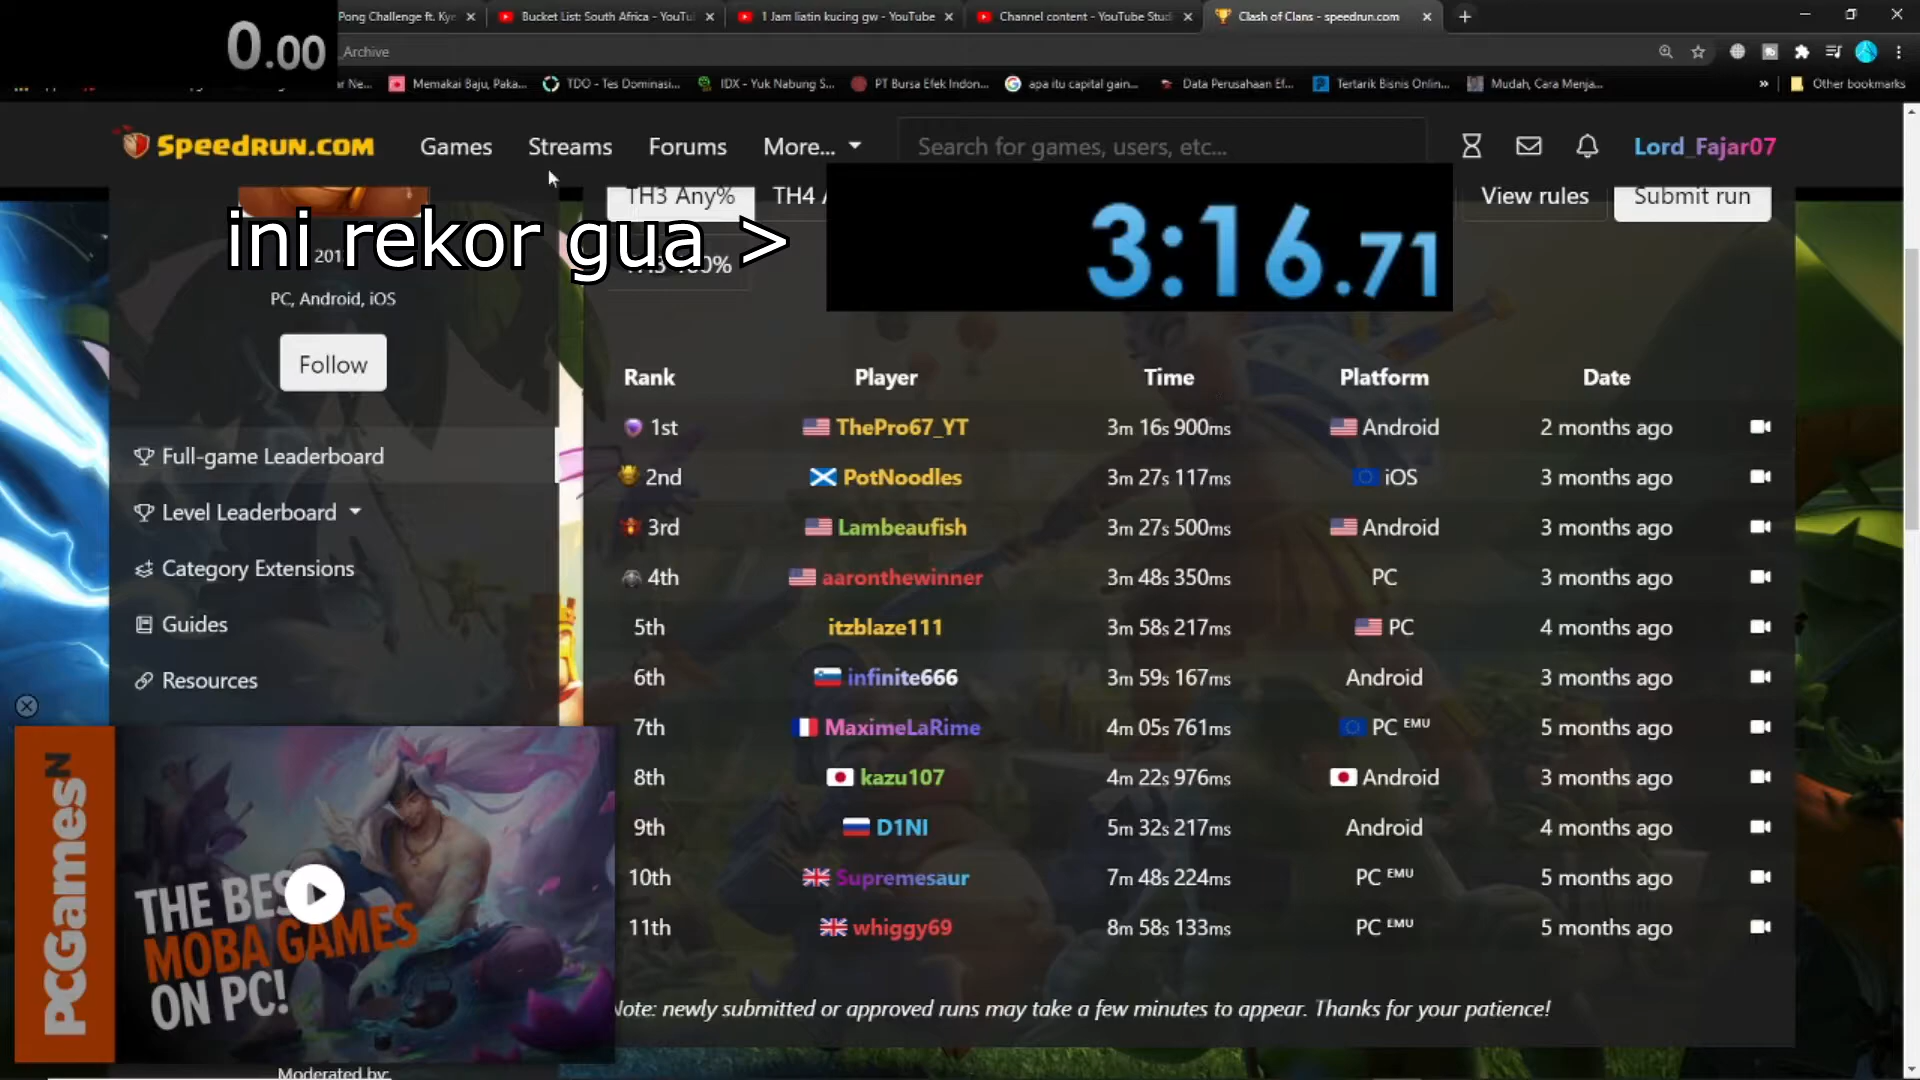 0.00
Pong Challenge ft. Kye
Bucket List: South Africa - YouTu
1 Jam liatin kucing gw - YouTube
Channel content - YouTube Stud
Clash of Clans - speedrun.com
_Archive
ar Ne...
Memakai Baju, Paka...
TDO - Tes Dominasi...
IDX - Yuk Nabung S...
PT Bursa Efek Indon...
apa itu capital gain...
Data Perusahaan Ef...
Tertarik Bisnis Onlin...
Mudah, Cara Menja...
»
Other bookmarks
SPEEDRUN.COM
Games
Streams
Forums
More...
Search for games, users, etc...
Lord_Fajar07
TH3 Any%
TH4 A
View rules
Submit run
ini rekor gua >
3:16.71
201
100%
PC, Android, iOS
Follow
Full-game Leaderboard
Level Leaderboard
Category Extensions
Guides
Resources
Rank Player Time Platform Date
1st ThePro67_YT 3m 16s 900ms Android 2 months ago
2nd PotNoodles 3m 27s 117ms iOS 3 months ago
3rd Lambeaufish 3m 27s 500ms Android 3 months ago
4th aaronthewinner 3m 48s 350ms PC 3 months ago
5th itzblaze111 3m 58s 217ms PC 4 months ago
6th infinite666 3m 59s 167ms Android 3 months ago
7th MaximeLaRime 4m 05s 761ms PC EMU 5 months ago
8th kazu107 4m 22s 976ms Android 3 months ago
9th D1NI 5m 32s 217ms Android 4 months ago
10th Supremesaur 7m 48s 224ms PC EMU 5 months ago
11th whiggy69 8m 58s 133ms PC EMU 5 months ago
Note: newly submitted or approved runs may take a few minutes to appear. Thanks for your patience!
PCGamesN
THE BES
MOBA GAMES
ON PC!
Moderated by: